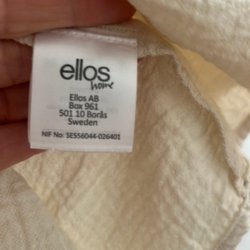 ellos
home
Ellos AB
Box 961
501 10 Borås
Sweden
NIF No: SE556044-026401